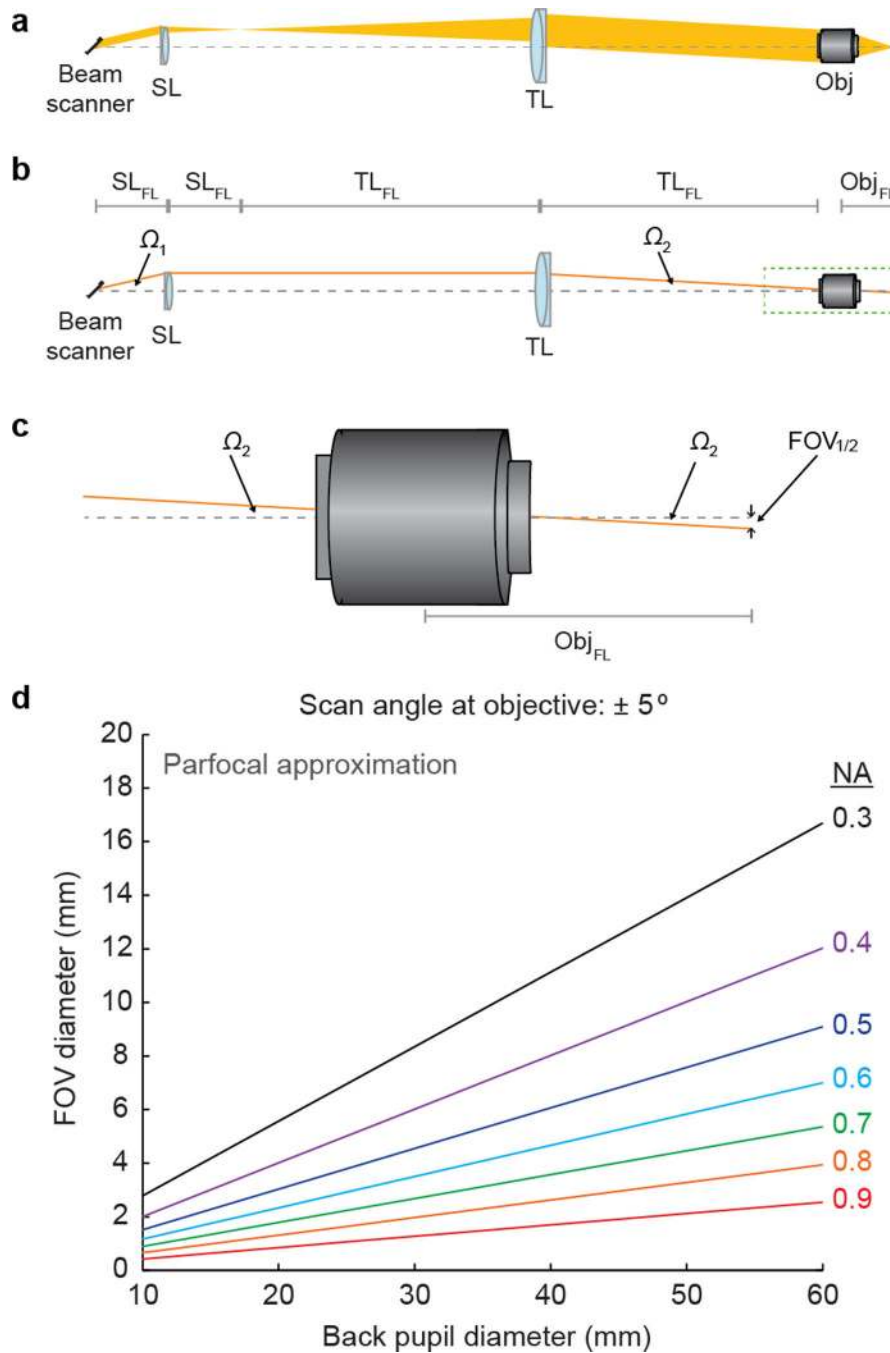 a
Beam
scanner
SL
TL
Obj
b
SL_FL SL_FL TL_FL TL_FL Obj_FL
Ω₁ Ω₂
Beam
scanner
SL
TL
c
Ω₂ Ω₂ FOV₁/₂
Obj_FL
d
Scan angle at objective: ± 5º
Parfocal approximation
NA
0.3
0.4
0.5
0.6
0.7
0.8
0.9
FOV diameter (mm)
20
18
16
14
12
10
8
6
4
2
0
10 20 30 40 50 60
Back pupil diameter (mm)